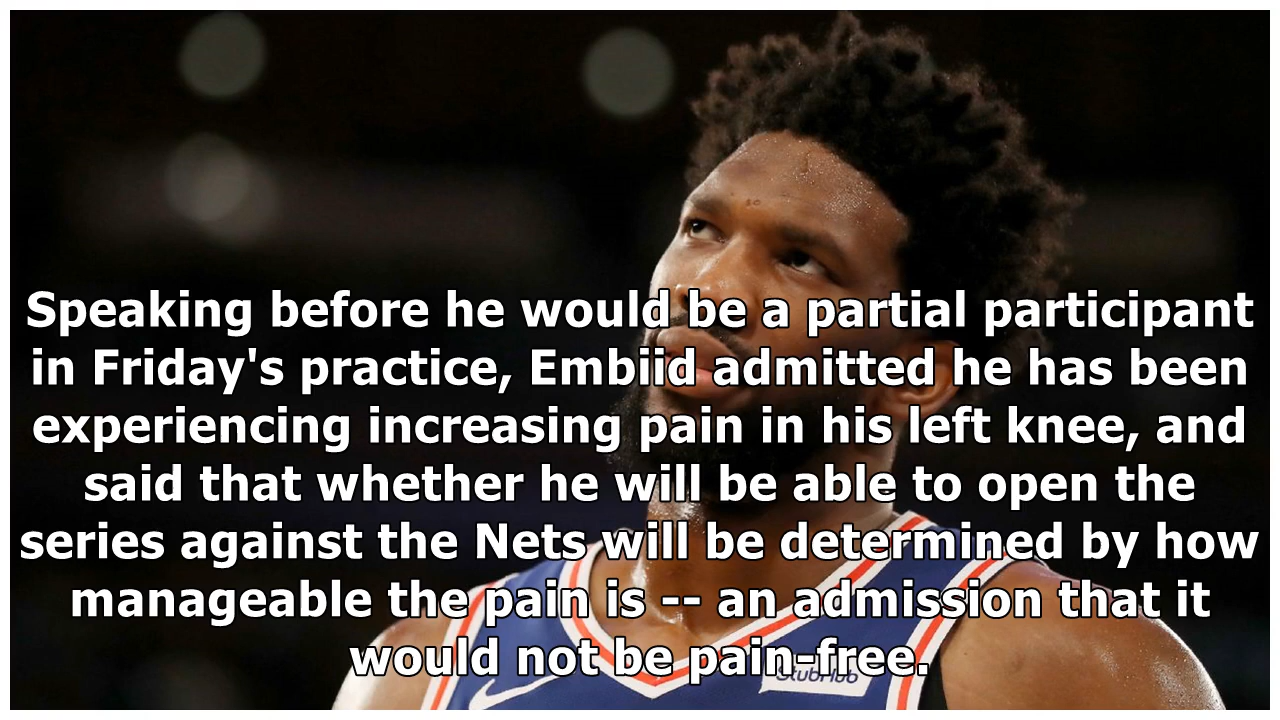 Speaking before he would be a partial participant
in Friday's practice, Embiid admitted he has been
experiencing increasing pain in his left knee, and
said that whether he will be able to open the
series against the Nets will be determined by how
manageable the pain is -- an admission that it
would not be pain-free.
StubHub